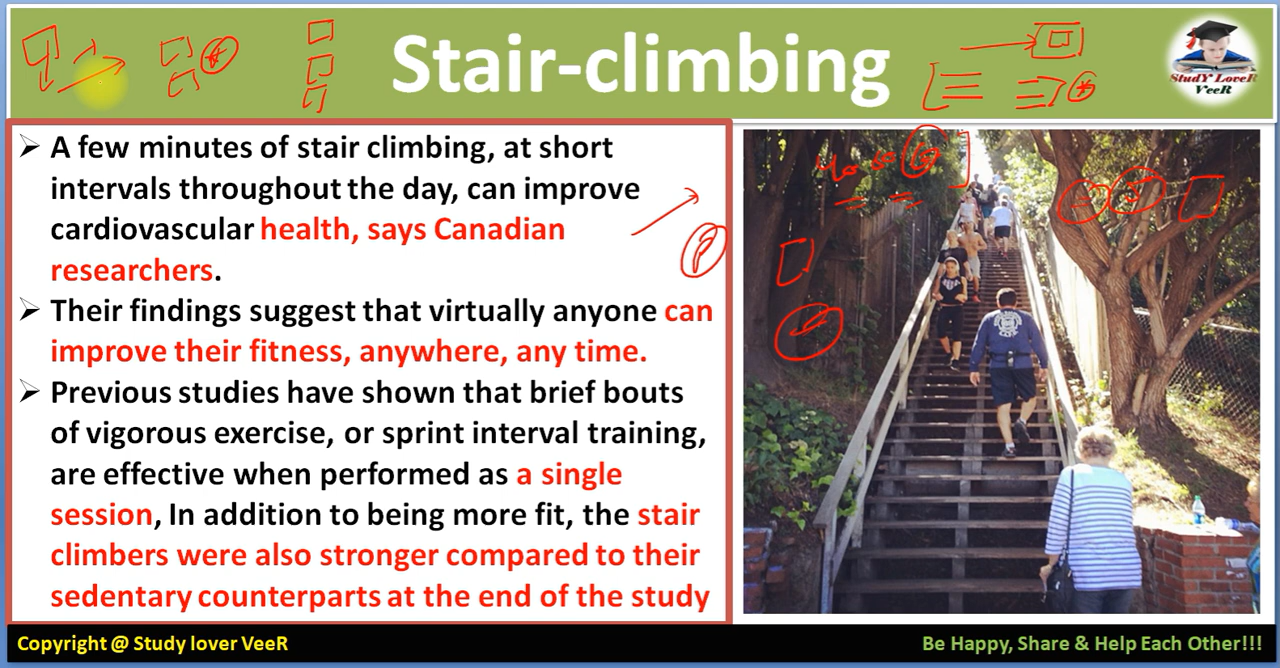 Stair-climbing
StudY LoveR
VeeR
➢ A few minutes of stair climbing, at short
intervals throughout the day, can improve
cardiovascular health, says Canadian
researchers.
➢ Their findings suggest that virtually anyone can
improve their fitness, anywhere, any time.
➢ Previous studies have shown that brief bouts
of vigorous exercise, or sprint interval training,
are effective when performed as a single
session, In addition to being more fit, the stair
climbers were also stronger compared to their
sedentary counterparts at the end of the study
Copyright @ Study lover VeeR
Be Happy, Share & Help Each Other!!!